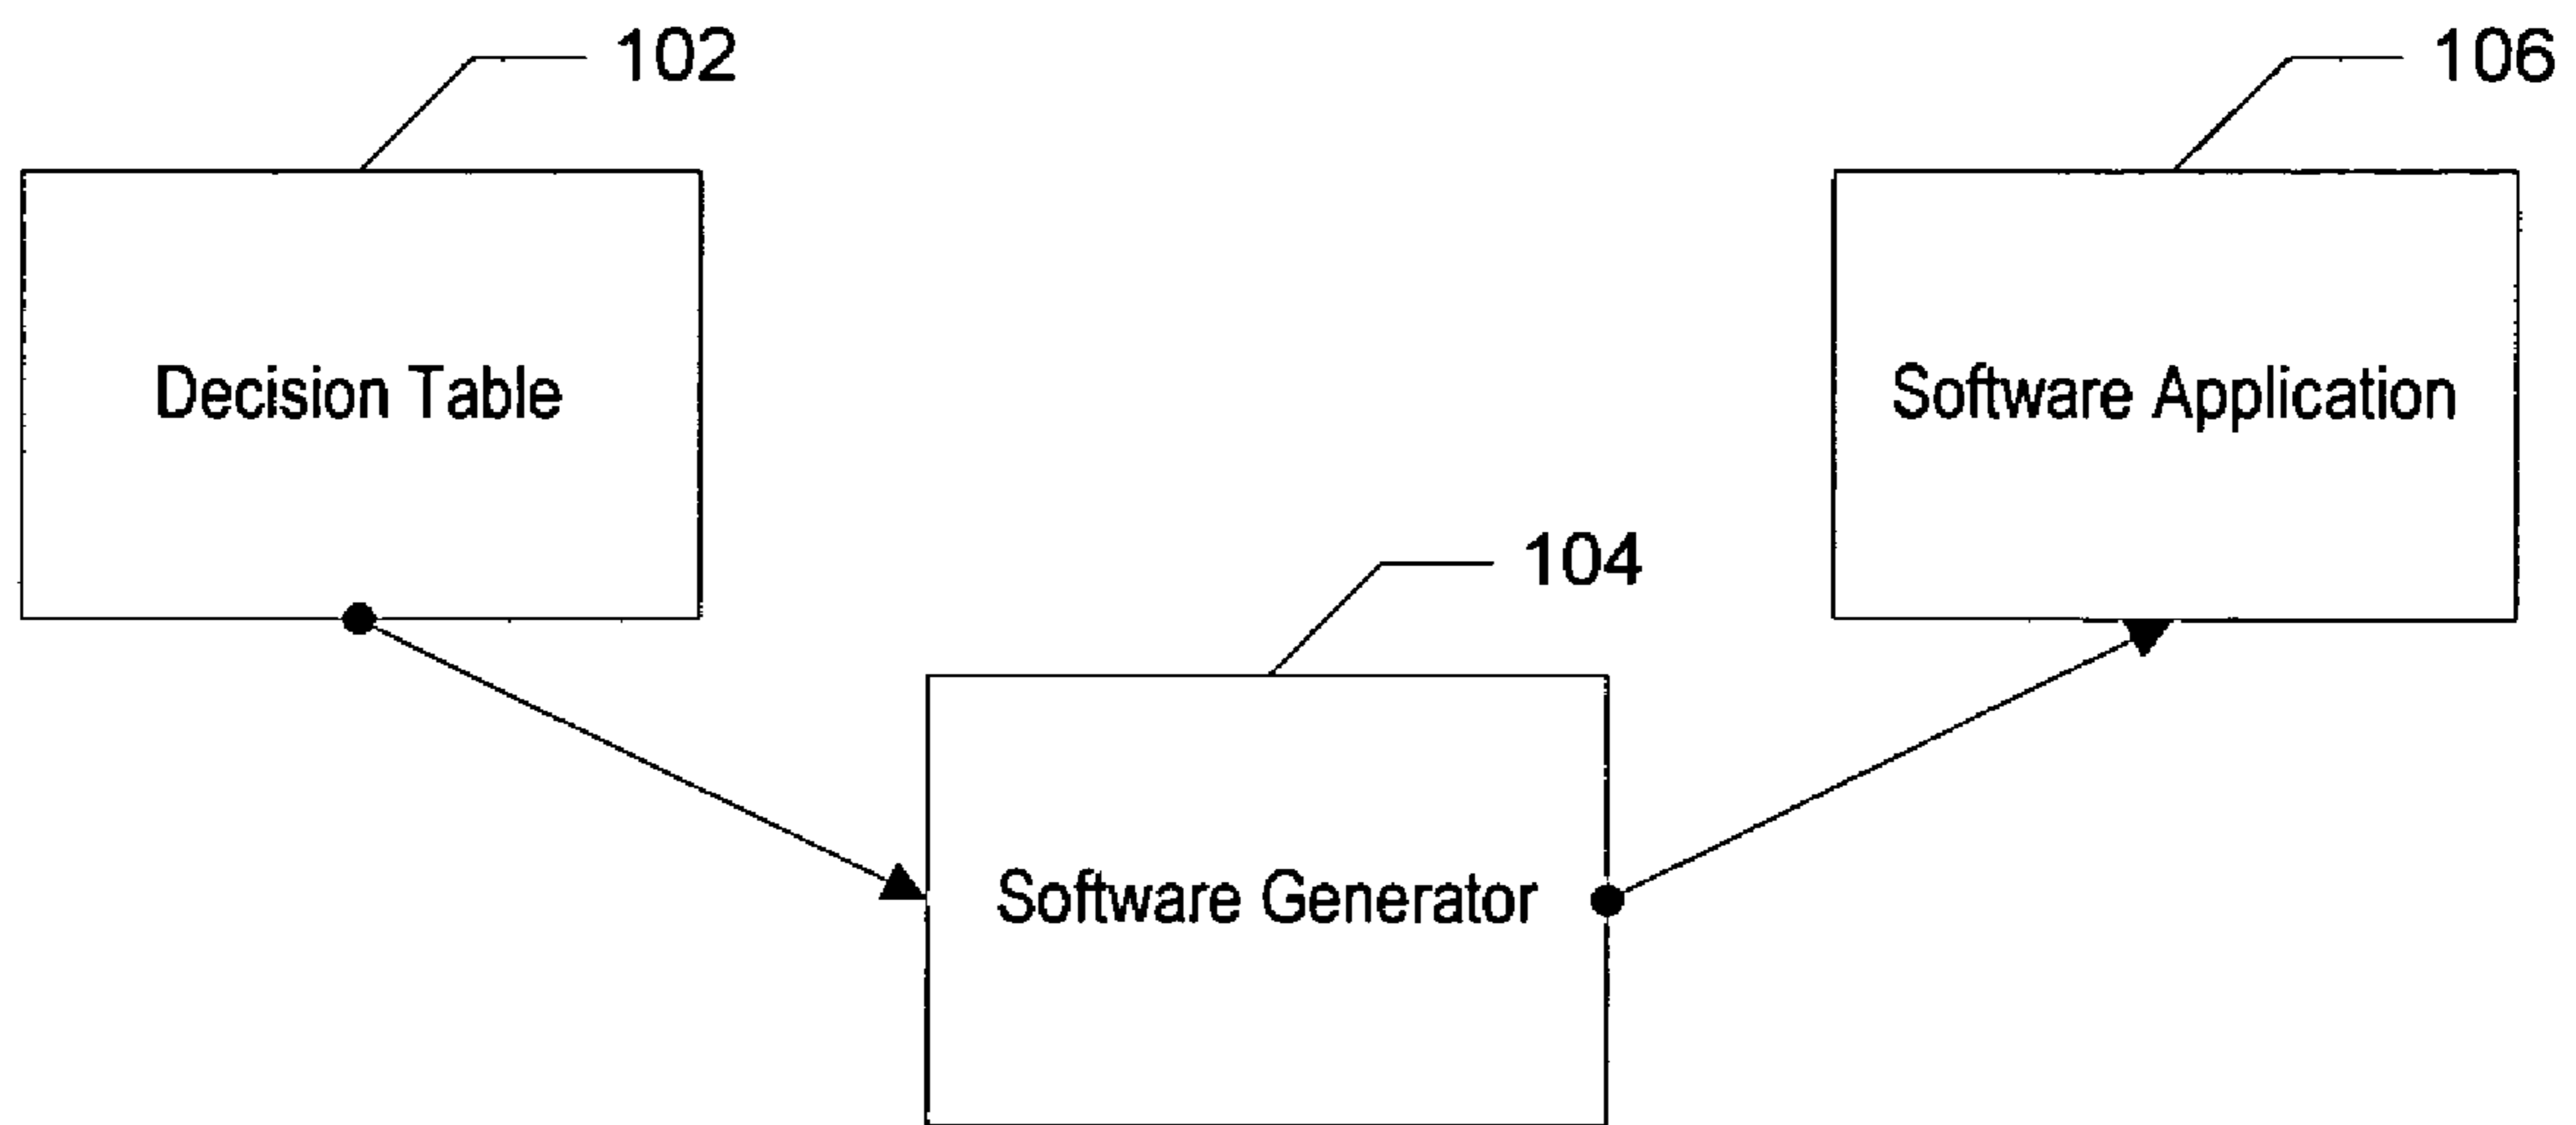 102
106
Decision Table
Software Application
104
Software Generator